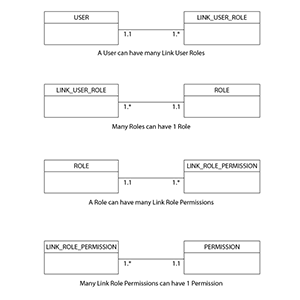 USER LINK_USER_ROLE
1.1 1.*
A User can have many Link User Roles
LINK_USER_ROLE ROLE
1.* 1.1
Many Roles can have 1 Role
ROLE LINK_ROLE_PERMISSION
1.1 1.*
A Role can have many Link Role Permissions
LINK_ROLE_PERMISSION PERMISSION
1.* 1.1
Many Link Role Permissions can have 1 Permission